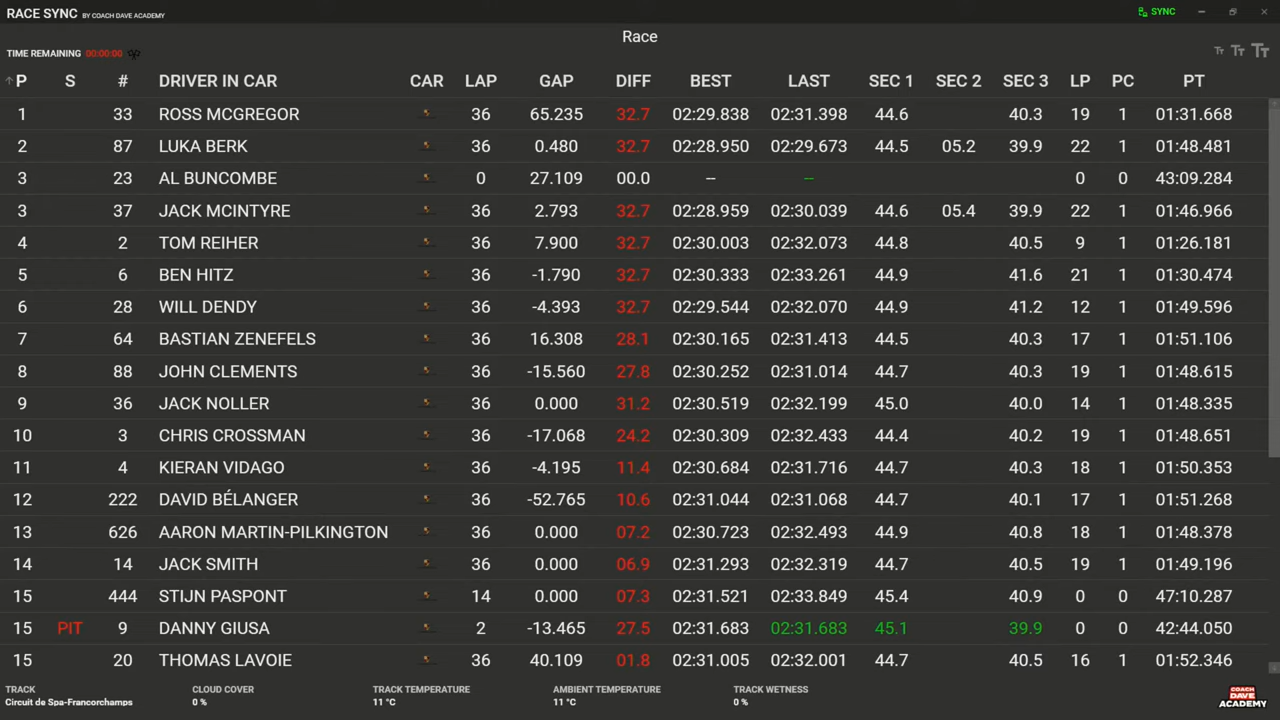 RACE SYNC BY COACH DAVE ACADEMY SYNC
Race
TIME REMAINING 00:00:00
P S # DRIVER IN CAR CAR LAP GAP DIFF BEST LAST SEC 1 SEC 2 SEC 3 LP PC PT
1 33 ROSS MCGREGOR 36 65.235 32.7 02:29.838 02:31.398 44.6 40.3 19 1 01:31.668
2 87 LUKA BERK 36 0.480 32.7 02:28.950 02:29.673 44.5 05.2 39.9 22 1 01:48.481
3 23 AL BUNCOMBE 0 27.109 00.0 -- -- 0 0 43:09.284
3 37 JACK MCINTYRE 36 2.793 32.7 02:28.959 02:30.039 44.6 05.4 39.9 22 1 01:46.966
4 2 TOM REIHER 36 7.900 32.7 02:30.003 02:32.073 44.8 40.5 9 1 01:26.181
5 6 BEN HITZ 36 -1.790 32.7 02:30.333 02:33.261 44.9 41.6 21 1 01:30.474
6 28 WILL DENDY 36 -4.393 32.7 02:29.544 02:32.070 44.9 41.2 12 1 01:49.596
7 64 BASTIAN ZENEFELS 36 16.308 28.1 02:30.165 02:31.413 44.5 40.3 17 1 01:51.106
8 88 JOHN CLEMENTS 36 -15.560 27.8 02:30.252 02:31.014 44.7 40.3 19 1 01:48.615
9 36 JACK NOLLER 36 0.000 31.2 02:30.519 02:32.199 45.0 40.0 14 1 01:48.335
10 3 CHRIS CROSSMAN 36 -17.068 24.2 02:30.309 02:32.433 44.4 40.2 19 1 01:48.651
11 4 KIERAN VIDAGO 36 -4.195 11.4 02:30.684 02:31.716 44.7 40.3 18 1 01:50.353
12 222 DAVID BÉLANGER 36 -52.765 10.6 02:31.044 02:31.068 44.7 40.1 17 1 01:51.268
13 626 AARON MARTIN-PILKINGTON 36 0.000 07.2 02:30.723 02:32.493 44.9 40.8 18 1 01:48.378
14 14 JACK SMITH 36 0.000 06.9 02:31.293 02:32.319 44.7 40.5 19 1 01:49.196
15 444 STIJN PASPONT 14 0.000 07.3 02:31.521 02:33.849 45.4 40.9 0 0 47:10.287
15 PIT 9 DANNY GIUSA 2 -13.465 27.5 02:31.683 02:31.683 45.1 39.9 0 0 42:44.050
15 20 THOMAS LAVOIE 36 40.109 01.8 02:31.005 02:32.001 44.7 40.5 16 1 01:52.346
TRACK CLOUD COVER TRACK TEMPERATURE AMBIENT TEMPERATURE TRACK WETNESS
Circuit de Spa-Francorchamps 0 % 11 °C 11 °C 0 %
COACH
DAVE
ACADEMY